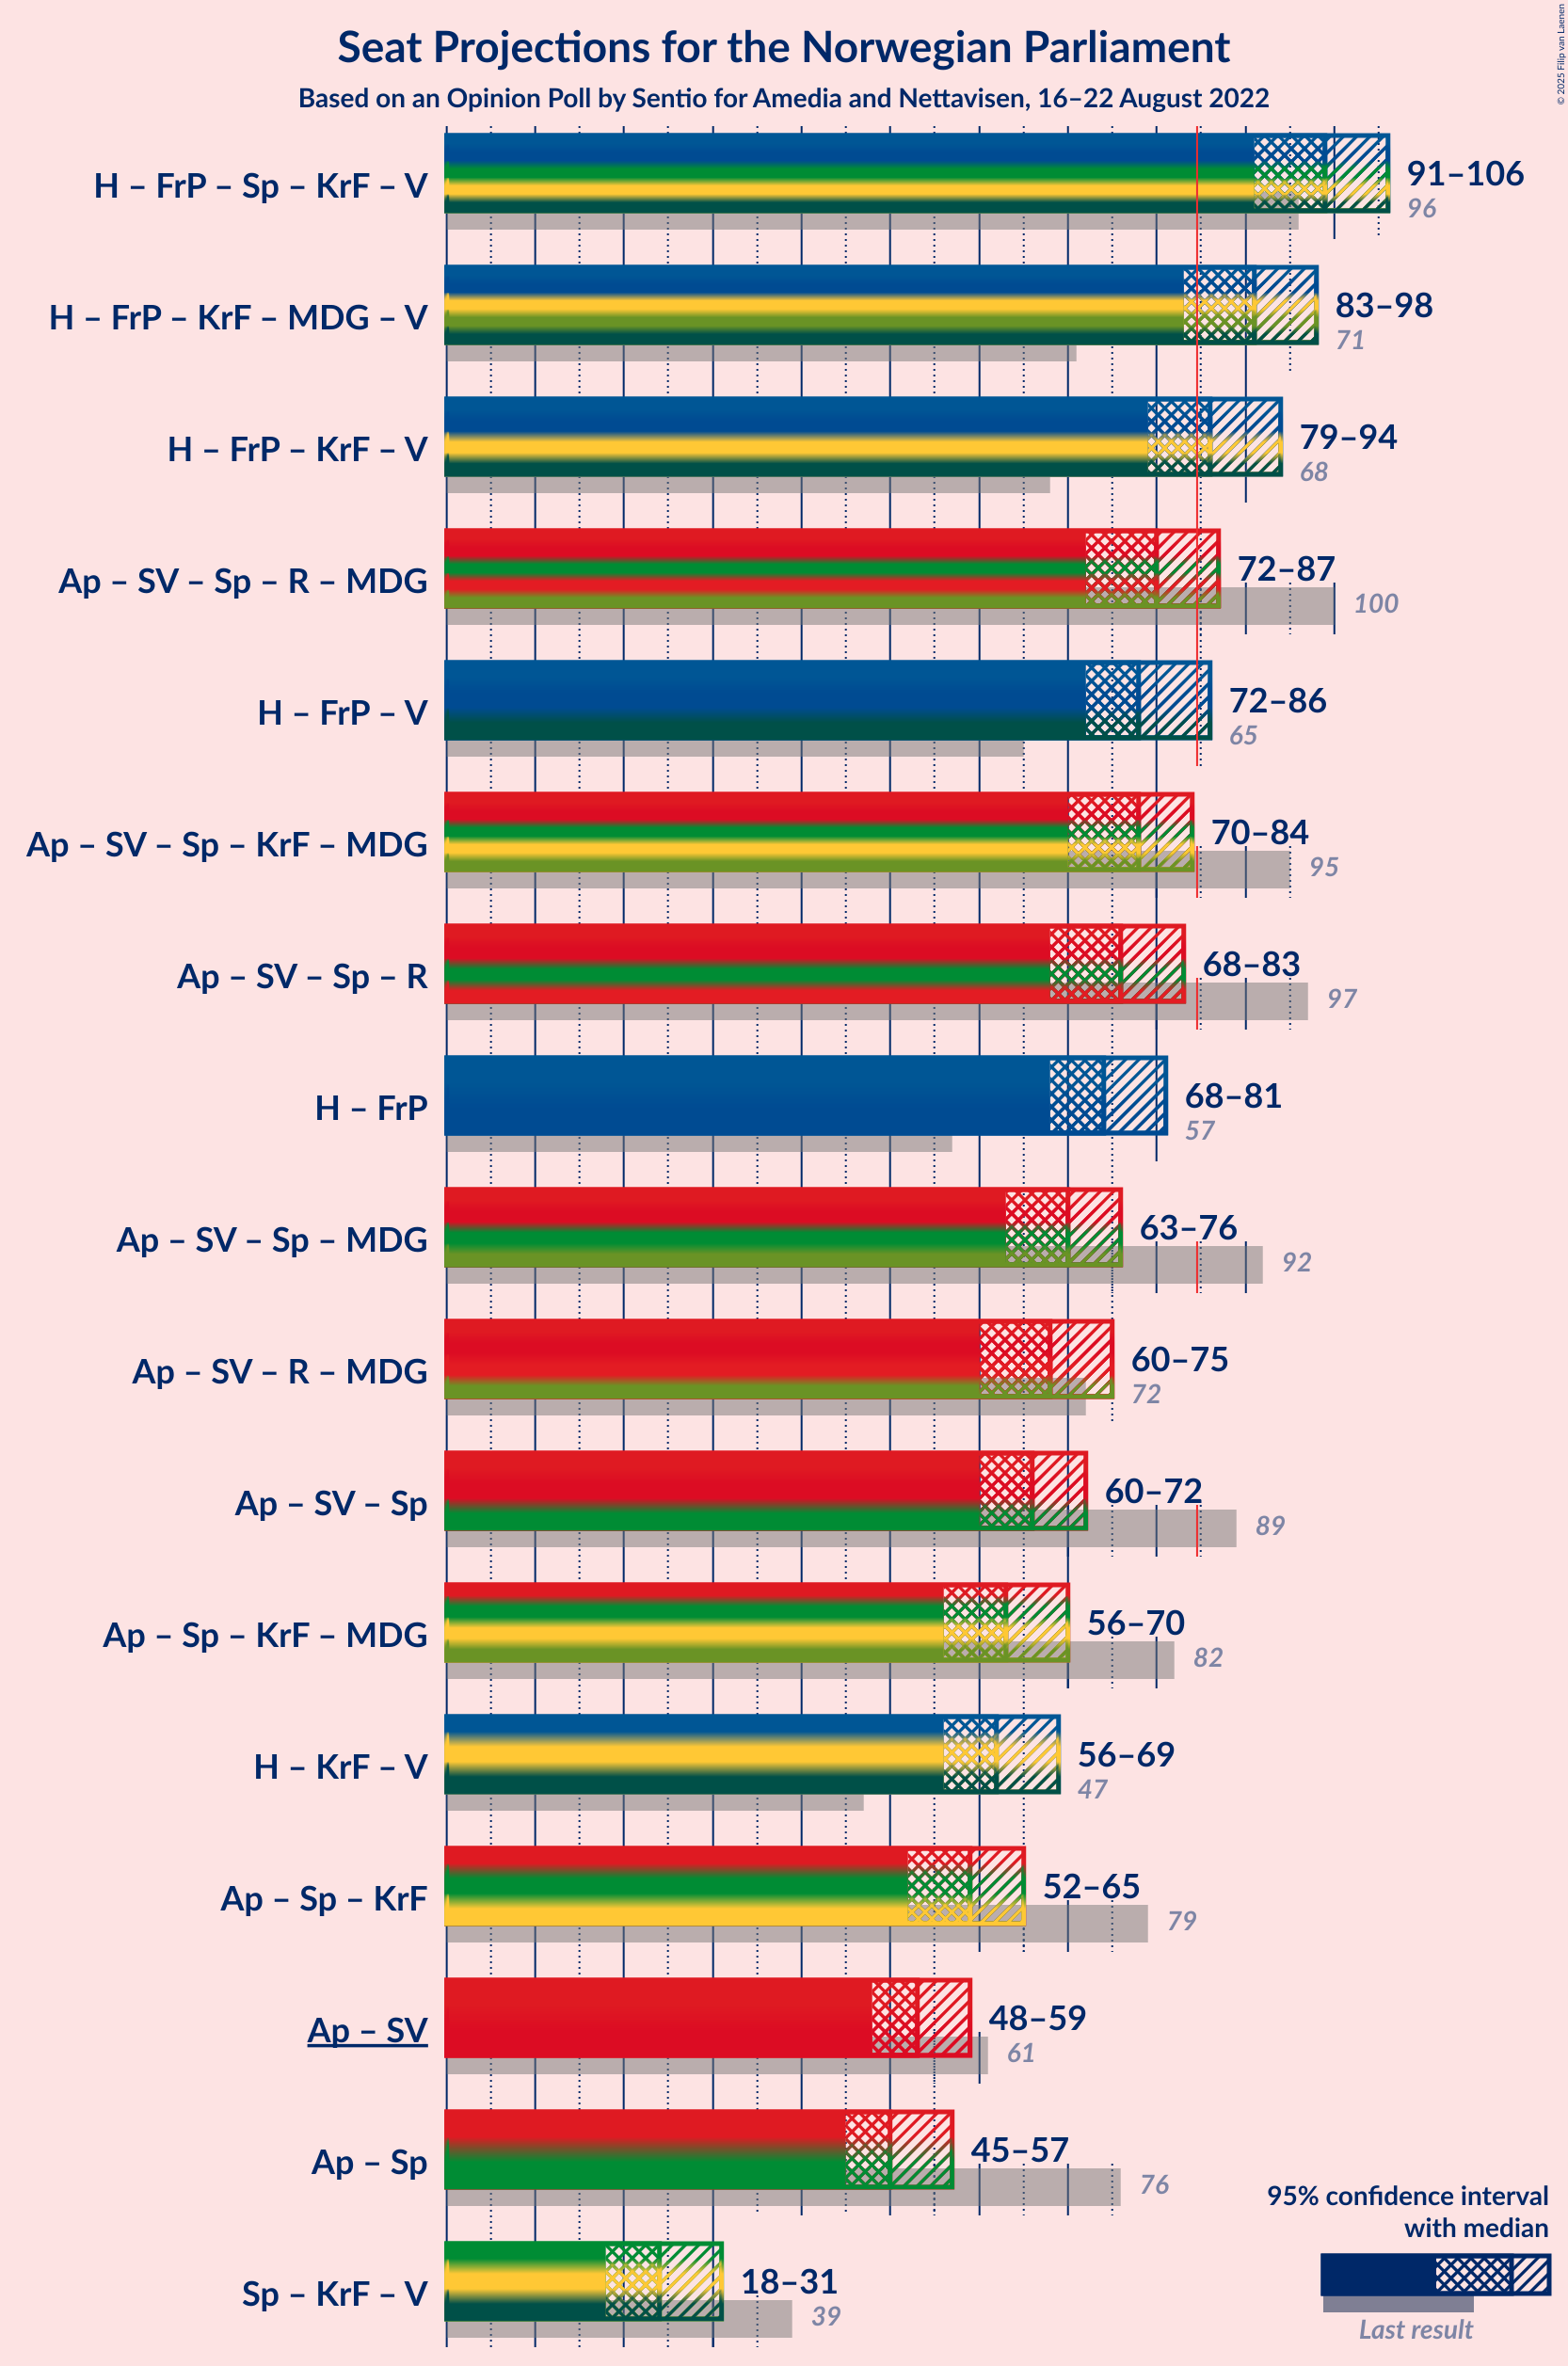 Seat Projections for the Norwegian Parliament
Based on an Opinion Poll by Sentio for Amedia and Nettavisen, 16–22 August 2022
© 2025 Filip van Laenen
H – FrP – Sp – KrF – V
91–106
96
H – FrP – KrF – MDG – V
83–98
71
H – FrP – KrF – V
79–94
68
Ap – SV – Sp – R – MDG
72–87
100
H – FrP – V
72–86
65
Ap – SV – Sp – KrF – MDG
70–84
95
Ap – SV – Sp – R
68–83
97
H – FrP
68–81
57
Ap – SV – Sp – MDG
63–76
92
Ap – SV – R – MDG
60–75
72
Ap – SV – Sp
60–72
89
Ap – Sp – KrF – MDG
56–70
82
H – KrF – V
56–69
47
Ap – Sp – KrF
52–65
79
Ap – SV
48–59
61
Ap – Sp
45–57
76
Sp – KrF – V
18–31
39
95% confidence interval
with median
Last result